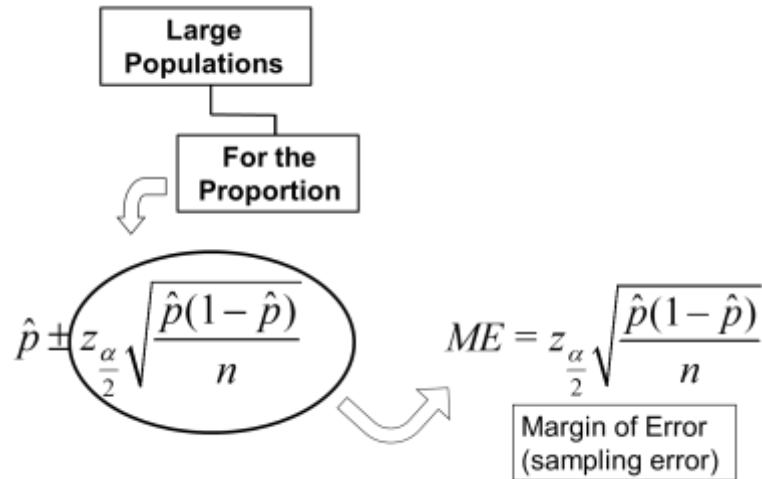 Large
Populations
For the
Proportion
p̂ ± z_{α/2} √(p̂(1 − p̂)/n)
ME = z_{α/2} √(p̂(1 − p̂)/n)
Margin of Error
(sampling error)